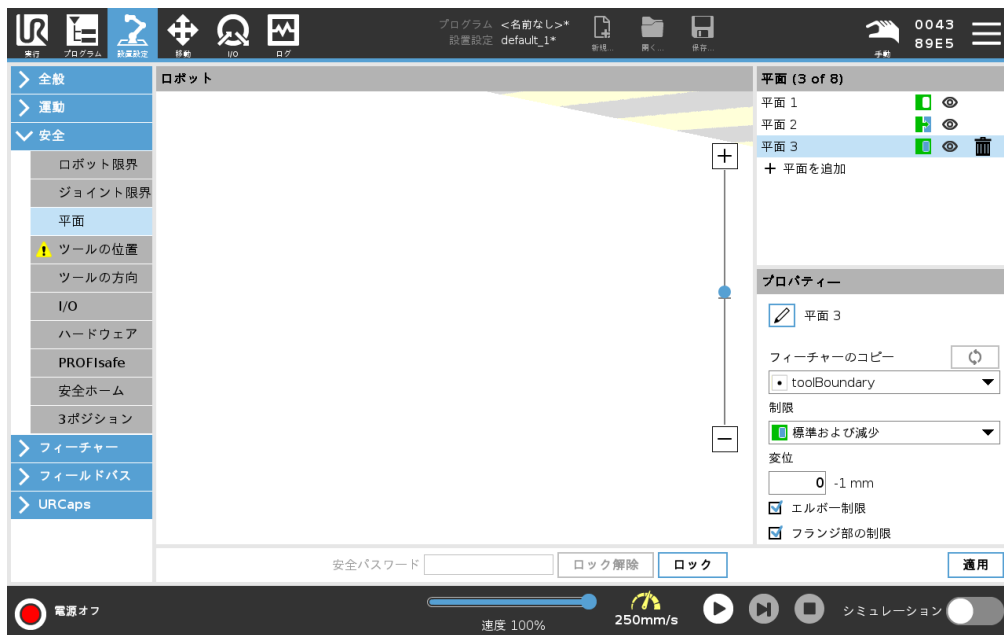 プログラム <名前なし>*
設置設定 default_1*
実行
プログラム
設置設定
移動
I/O
ログ
新規...
開く...
保存...
手動
0043
89E5
全般
運動
安全
ロボット限界
ジョイント限界
平面
ツールの位置
ツールの方向
I/O
ハードウェア
PROFIsafe
安全ホーム
3ポジション
フィーチャー
フィールドバス
URCaps
ロボット
平面 (3 of 8)
平面 1
平面 2
平面 3
平面を追加
プロパティー
平面 3
フィーチャーのコピー
toolBoundary
制限
標準および減少
変位
0 -1 mm
エルボー制限
フランジ部の制限
安全パスワード
ロック解除
ロック
適用
電源オフ
速度 100%
250mm/s
シミュレーション